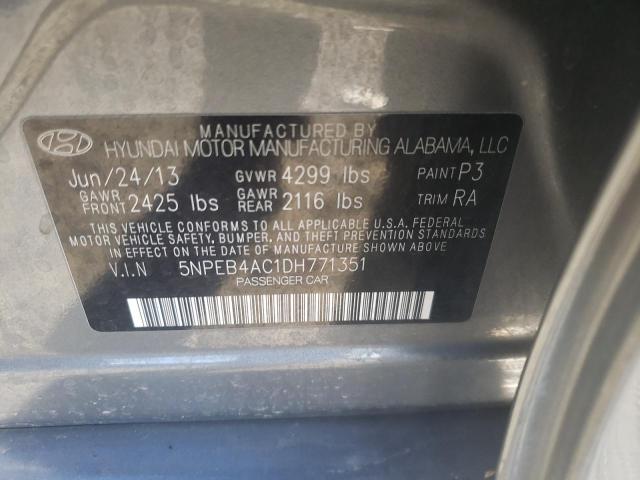 MANUFACTURED BY
HYUNDAI MOTOR MANUFACTURING ALABAMA, LLC
Jun/24/13 GVWR 4299 lbs PAINT P3
GAWR FRONT 2425 lbs GAWR REAR 2116 lbs TRIM RA
THIS VEHICLE CONFORMS TO ALL APPLICABLE U.S.A. FEDERAL
MOTOR VEHICLE SAFETY, BUMPER, AND THEFT PREVENTION STANDARDS
IN EFFECT ON THE DATE OF MANUFACTURE SHOWN ABOVE.
V.I.N 5NPEB4AC1DH771351
PASSENGER CAR